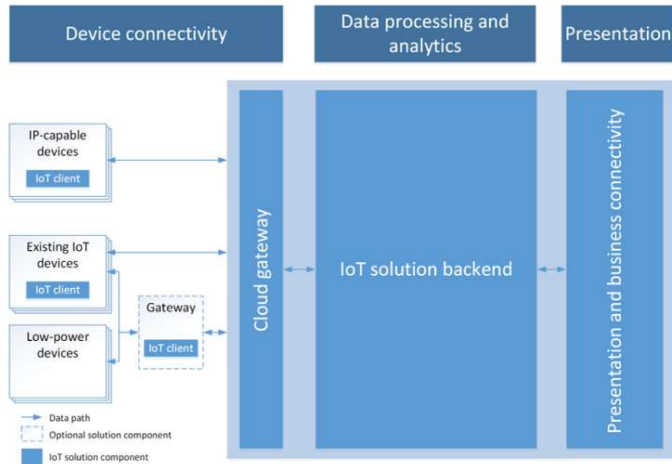 Device connectivity
Data processing and
analytics
Presentation
IP-capable
devices
IoT client
Existing IoT
devices
IoT client
Low-power
devices
Gateway
IoT client
Cloud gateway
IoT solution backend
Presentation and business connectivity
Data path
Optional solution component
IoT solution component